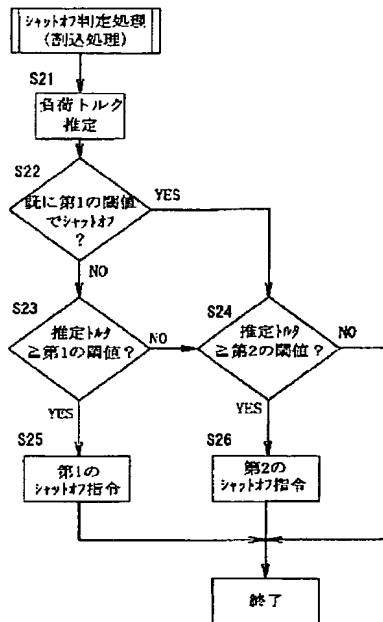 シャットオフ判定処理
(割込処理)
S21
負荷トルク
推定
S22
既に第1の閾値
でシャットオフ
?
YES
NO
S23
推定トルク
≧第1の閾値?
NO
S24
推定トルク
≧第2の閾値?
NO
YES
YES
S25
第1の
シャットオフ指令
S26
第2の
シャットオフ指令
終了